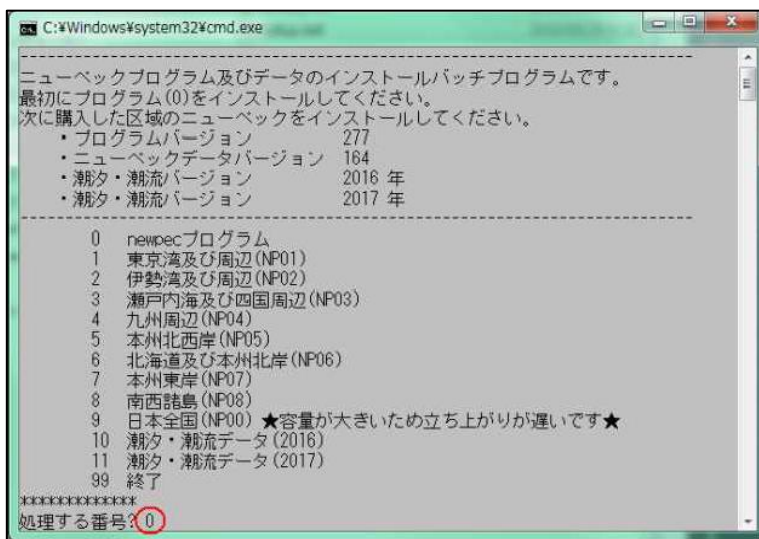 C:¥Windows¥system32¥cmd.exe
--------------------------------------------------------------------------------
ニューペックプログラム及びデータのインストールバッチプログラムです。
最初にプログラム(0)をインストールしてください。
次に購入した区域のニューペックをインストールしてください。
・プログラムバージョン 277
・ニューペックデータバージョン 164
・潮汐・潮流バージョン 2016 年
・潮汐・潮流バージョン 2017 年
--------------------------------------------------------------------------------
0 newpecプログラム
1 東京湾及び周辺(NP01)
2 伊勢湾及び周辺(NP02)
3 瀬戸内海及び四国周辺(NP03)
4 九州周辺(NP04)
5 本州北西岸(NP05)
6 北海道及び本州北岸(NP06)
7 本州東岸(NP07)
8 南西諸島(NP08)
9 日本全国(NP00) ★容量が大きいため立ち上がりが遅いです★
10 潮汐・潮流データ(2016)
11 潮汐・潮流データ(2017)
99 終了
*************
処理する番号?0